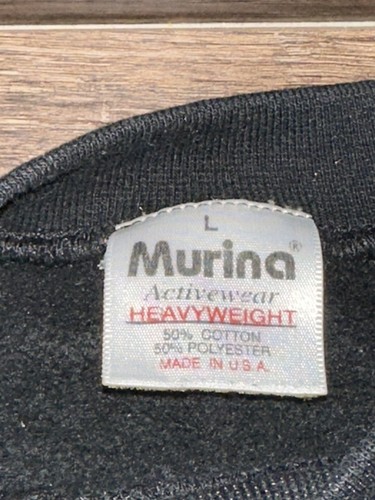 L
Murina®
Activewear
HEAVYWEIGHT
50% COTTON
50% POLYESTER
MADE IN U.S.A.